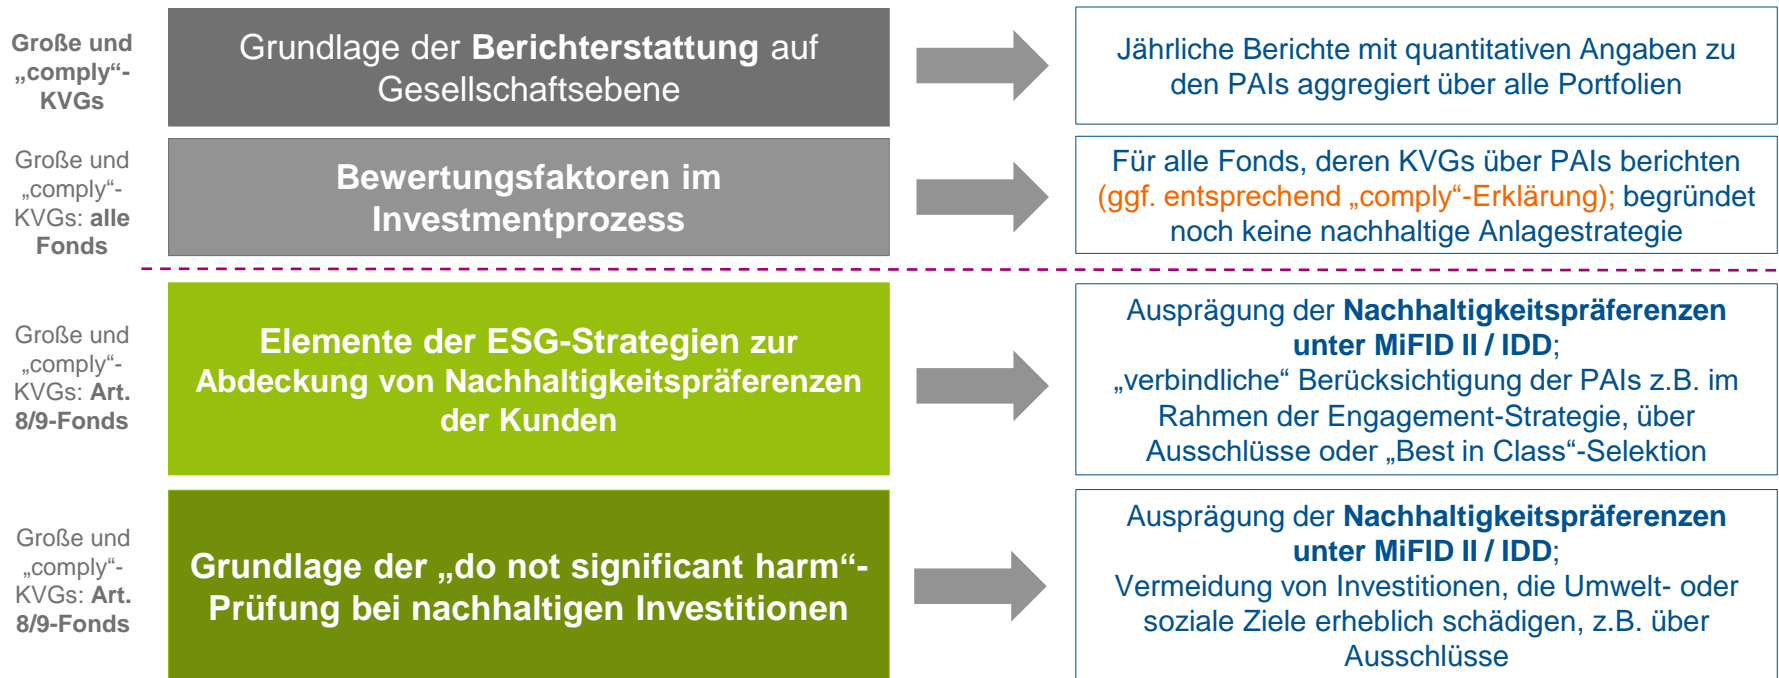 Große und
„comply“-
KVGs
Grundlage der Berichterstattung auf
Gesellschaftsebene
Jährliche Berichte mit quantitativen Angaben zu
den PAIs aggregiert über alle Portfolien
Große und
„comply“-
KVGs: alle
Fonds
Bewertungsfaktoren im
Investmentprozess
Für alle Fonds, deren KVGs über PAIs berichten
(ggf. entsprechend „comply“-Erklärung); begründet
noch keine nachhaltige Anlagestrategie
Große und
„comply“-
KVGs: Art.
8/9-Fonds
Elemente der ESG-Strategien zur
Abdeckung von Nachhaltigkeitspräferenzen
der Kunden
Ausprägung der Nachhaltigkeitspräferenzen
unter MiFID II / IDD;
„verbindliche“ Berücksichtigung der PAIs z.B. im
Rahmen der Engagement-Strategie, über
Ausschlüsse oder „Best in Class“-Selektion
Große und
„comply“-
KVGs: Art.
8/9-Fonds
Grundlage der „do not significant harm“-
Prüfung bei nachhaltigen Investitionen
Ausprägung der Nachhaltigkeitspräferenzen
unter MiFID II / IDD;
Vermeidung von Investitionen, die Umwelt- oder
soziale Ziele erheblich schädigen, z.B. über
Ausschlüsse